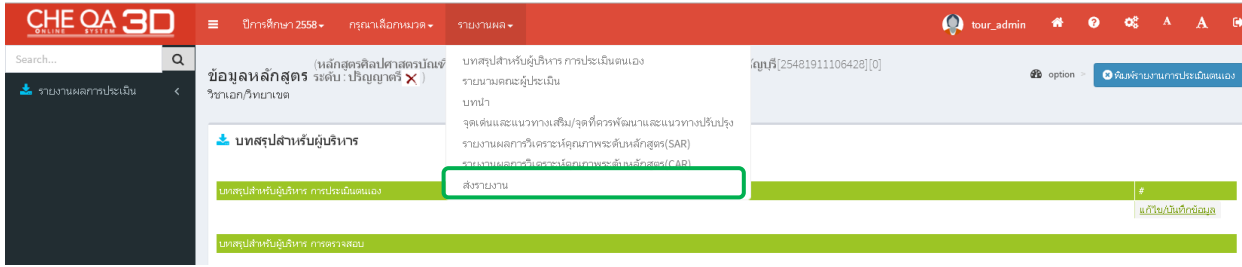 CHE QA 3D
ONLINE SYSTEM
ปีการศึกษา 2558
กรุณาเลือกหมวด
รายงานผล
tour_admin
A
A
Search...
รายงานผลการประเมิน
ข้อมูลหลักสูตร
(หลักสูตรศิลปศาสตรบัณฑิ
ระดับ : ปริญญาตรี )
ัญบุรี[25481911106428][0]
วิชาเอก/วิทยาเขต
option >
พิมพ์รายงานการประเมินตนเอง
บทสรุปสำหรับผู้บริหาร การประเมินตนเอง
รายนามคณะผู้ประเมิน
บทนำ
จุดเด่นและแนวทางเสริม/จุดที่ควรพัฒนาและแนวทางปรับปรุง
รายงานผลการวิเคราะห์คุณภาพระดับหลักสูตร(SAR)
รายงานผลการวิเคราะห์คุณภาพระดับหลักสูตร(CAR)
ส่งรายงาน
บทสรุปสำหรับผู้บริหาร
บทสรุปสำหรับผู้บริหาร การประเมินตนเอง
#
แก้ไข/บันทึกข้อมูล
บทสรุปสำหรับผู้บริหาร การตรวจสอบ